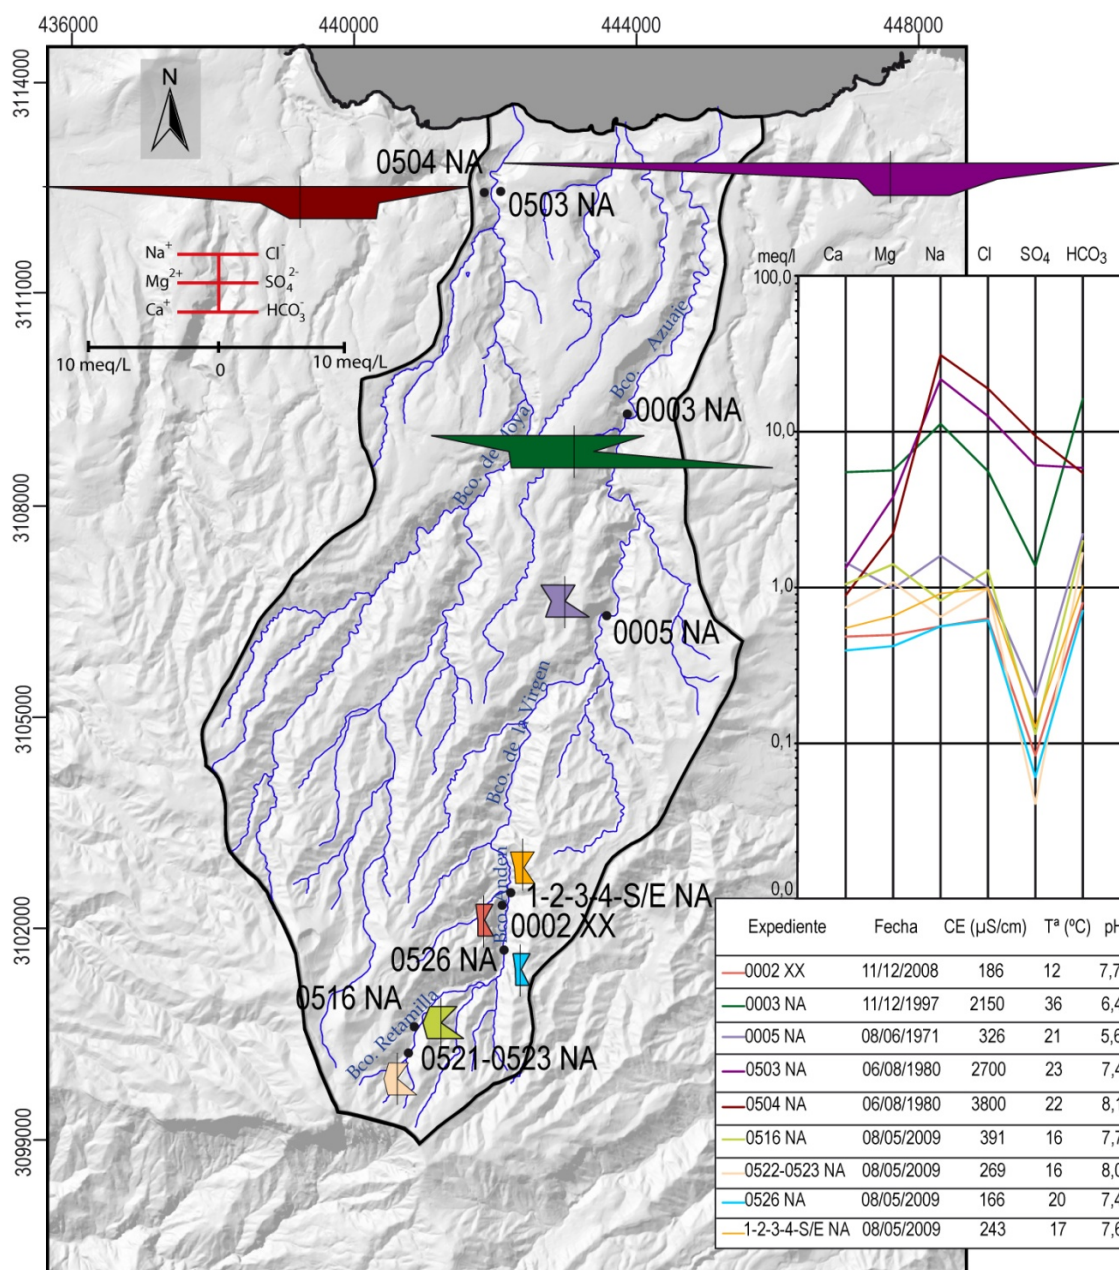 436000 440000 444000 448000
3114000
3111000
3108000
3105000
3102000
3099000
N
0504 NA
0503 NA
Na+ Cl-
Mg2+ SO42-
Ca+ HCO3-
10 meq/L 0 10 meq/L
Bco. Azuaje
0003 NA
Bco. de
0005 NA
Bco. de la Virgen
Bco. Anden
1-2-3-4-S/E NA
0002 XX
0526 NA
0516 NA
Bco. Retamilla
0521-0523 NA
meq/l Ca Mg Na Cl SO4 HCO3
100,0
10,0
1,0
0,1
0,0
Expediente Fecha CE (µS/cm) Tª (ºC) pH
0002 XX 11/12/2008 186 12 7,7
0003 NA 11/12/1997 2150 36 6,4
0005 NA 08/06/1971 326 21 5,6
0503 NA 06/08/1980 2700 23 7,4
0504 NA 06/08/1980 3800 22 8,1
0516 NA 08/05/2009 391 16 7,7
0522-0523 NA 08/05/2009 269 16 8,0
0526 NA 08/05/2009 166 20 7,4
1-2-3-4-S/E NA 08/05/2009 243 17 7,6